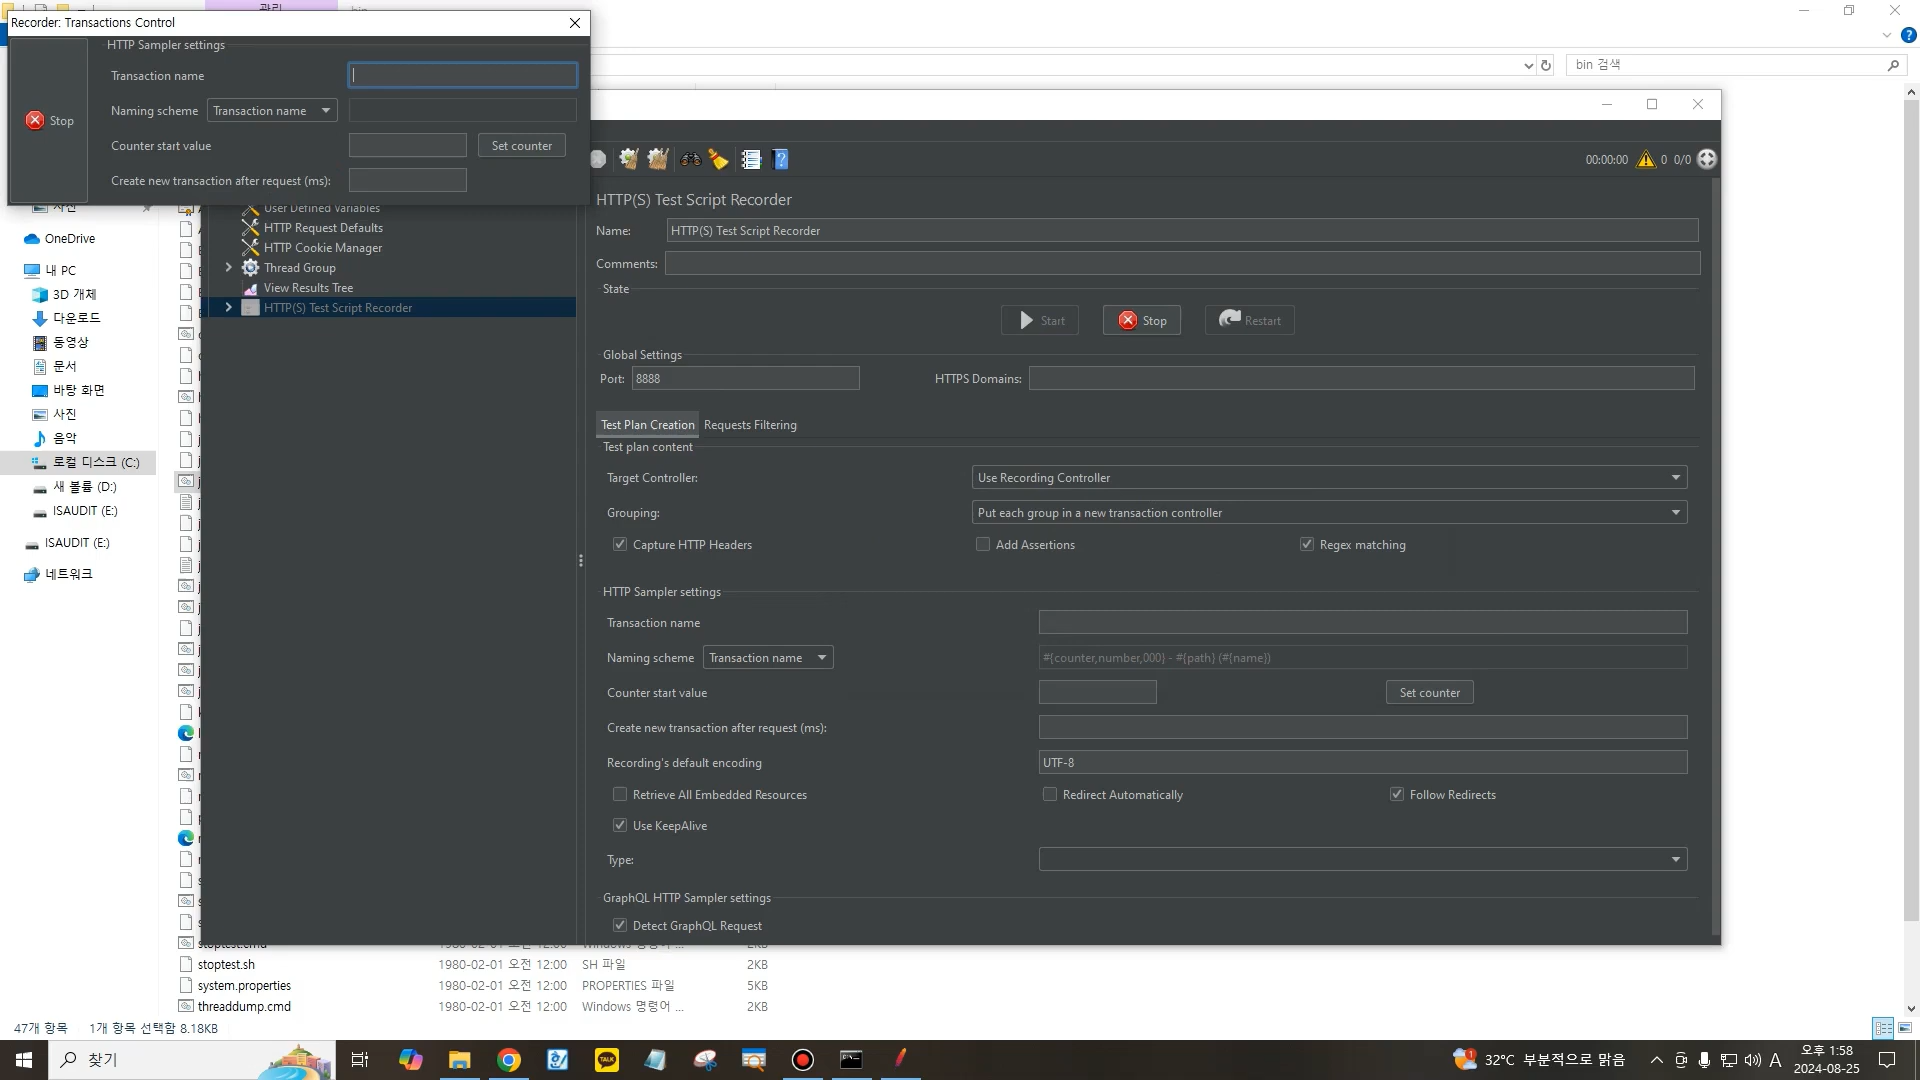 관리
Recorder: Transactions Control
HTTP Sampler settings
Transaction name
Naming scheme
Transaction name
Stop
Counter start value
Set counter
Create new transaction after request (ms):
bin 검색
00:00:00
0 0/0
사진
OneDrive
내 PC
3D 개체
다운로드
동영상
문서
바탕 화면
사진
음악
로컬 디스크 (C:)
새 볼륨 (D:)
ISAUDIT (E:)
ISAUDIT (E:)
네트워크
User Defined Variables
HTTP Request Defaults
HTTP Cookie Manager
Thread Group
View Results Tree
HTTP(S) Test Script Recorder
HTTP(S) Test Script Recorder
Name: HTTP(S) Test Script Recorder
Comments:
State
Start Stop Restart
Global Settings
Port: 8888 HTTPS Domains:
Test Plan Creation Requests Filtering
Test plan content
Target Controller: Use Recording Controller
Grouping: Put each group in a new transaction controller
Capture HTTP Headers Add Assertions Regex matching
HTTP Sampler settings
Transaction name
Naming scheme Transaction name #{counter,number,000} - #{path} (#{name})
Counter start value Set counter
Create new transaction after request (ms):
Recording's default encoding UTF-8
Retrieve All Embedded Resources Redirect Automatically Follow Redirects
Use KeepAlive
Type:
GraphQL HTTP Sampler settings
Detect GraphQL Request
stoptest.sh 1980-02-01 오전 12:00 SH 파일 2KB
system.properties 1980-02-01 오전 12:00 PROPERTIES 파일 5KB
threaddump.cmd 1980-02-01 오전 12:00 Windows 명령어 ... 2KB
47개 항목 1개 항목 선택함 8.18KB
찾기
TALK
32°C 부분적으로 맑음
A
오후 1:58
2024-08-25